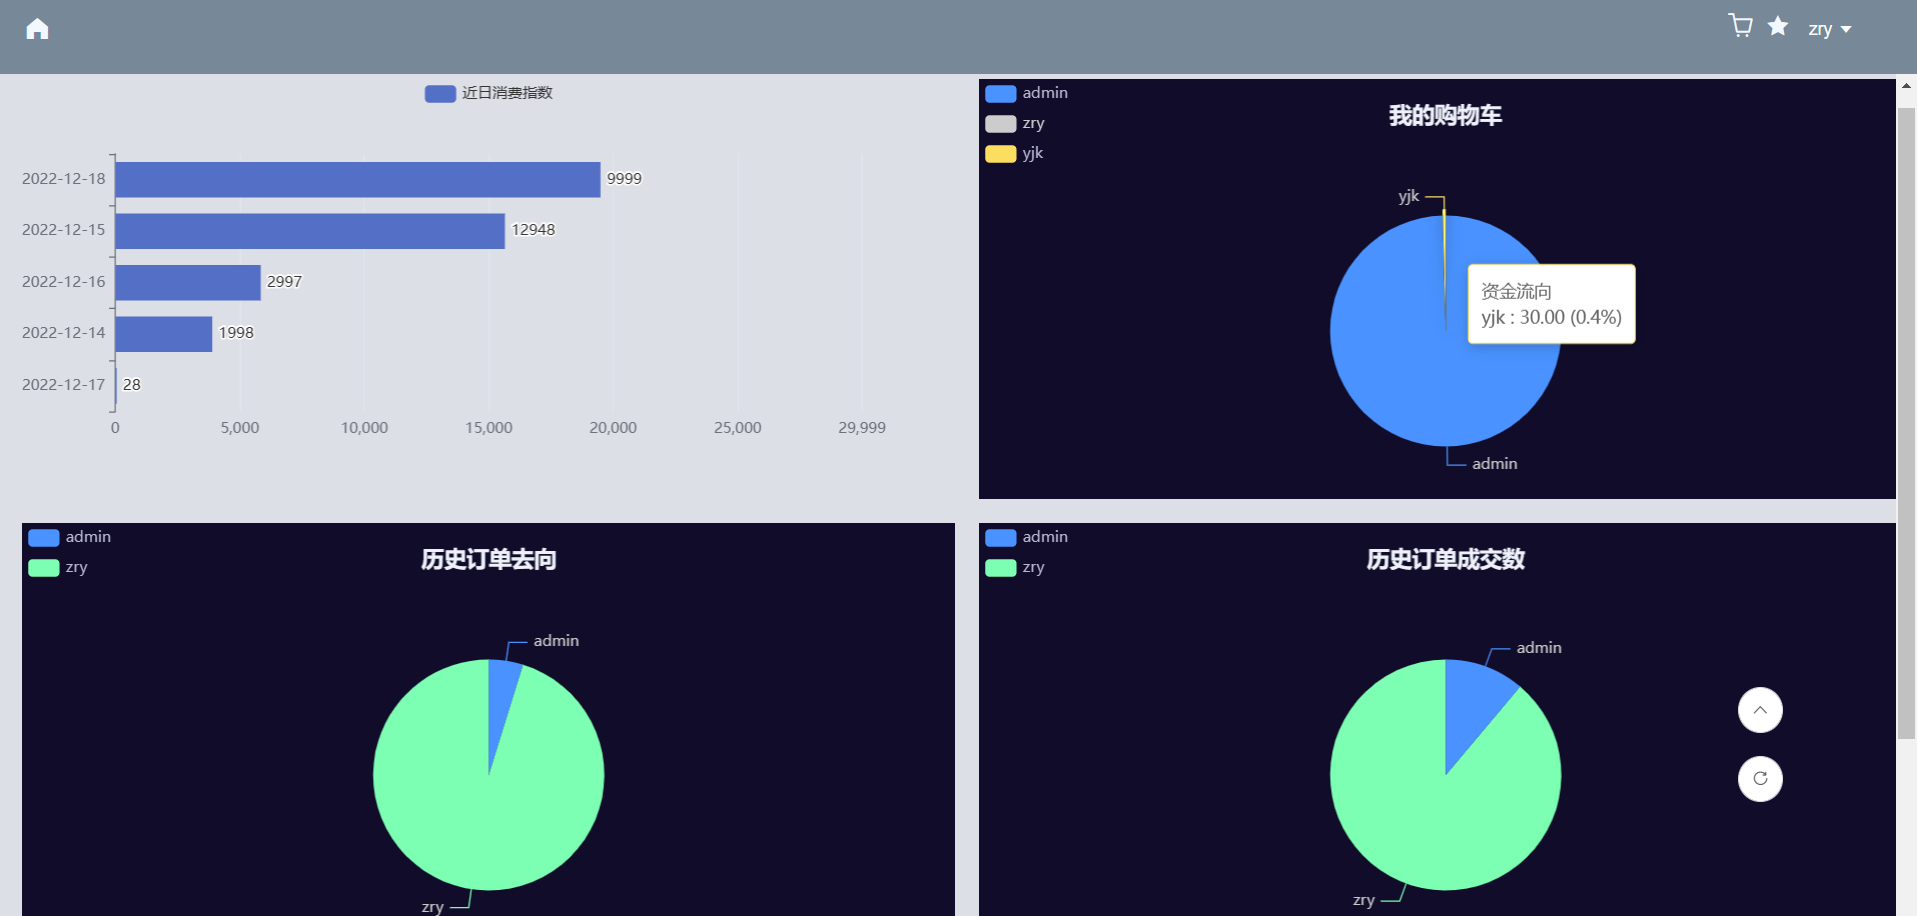 zry
近日消费指数
2022-12-18 9999
2022-12-15 12948
2022-12-16 2997
2022-12-14 1998
2022-12-17 28
0 5,000 10,000 15,000 20,000 25,000 29,999
admin
zry
yjk
我的购物车
yjk
资金流向
yjk : 30.00 (0.4%)
admin
admin
zry
历史订单去向
admin
zry
admin
zry
历史订单成交数
admin
zry